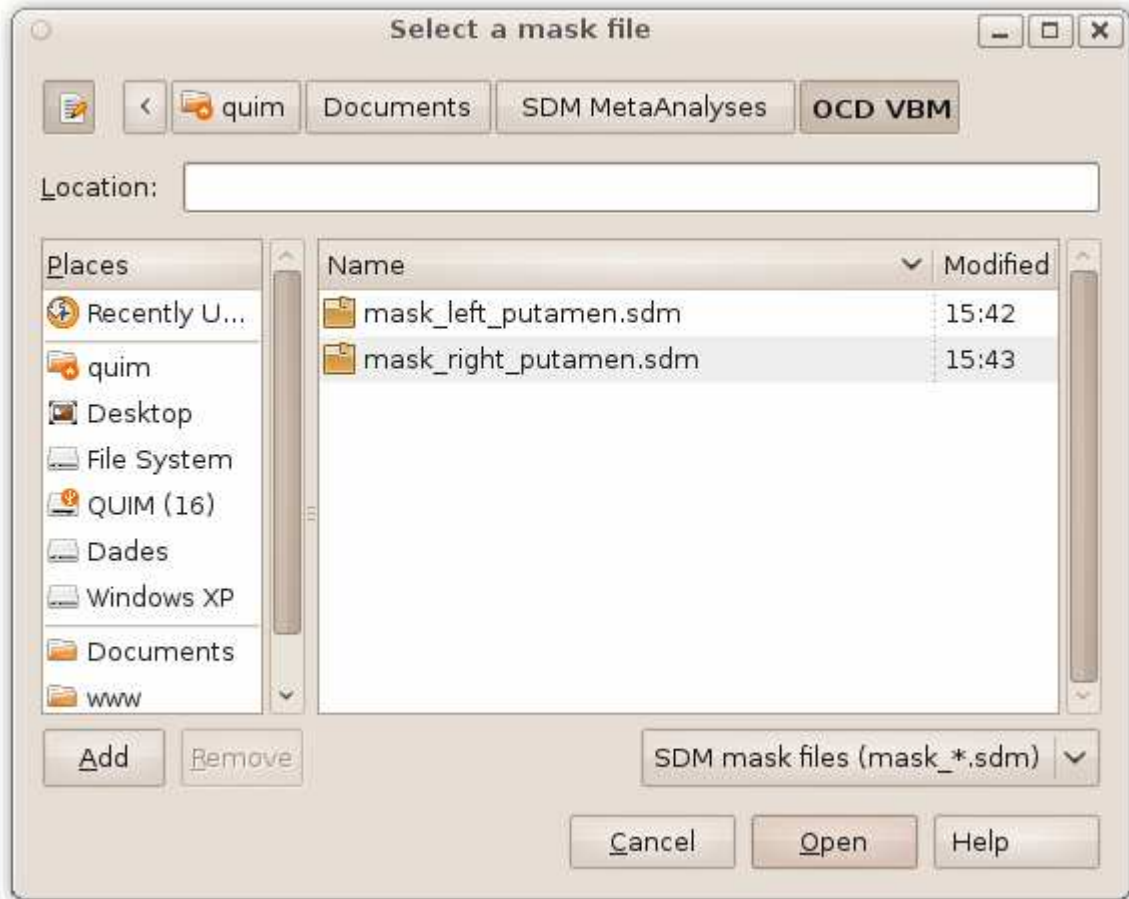 Select a mask file
quim Documents SDM MetaAnalyses OCD VBM
Location:
Places
Recently U...
quim
Desktop
File System
QUIM (16)
Dades
Windows XP
Documents
www
Name Modified
mask_left_putamen.sdm 15:42
mask_right_putamen.sdm 15:43
Add Remove
SDM mask files (mask_*.sdm)
Cancel Open Help